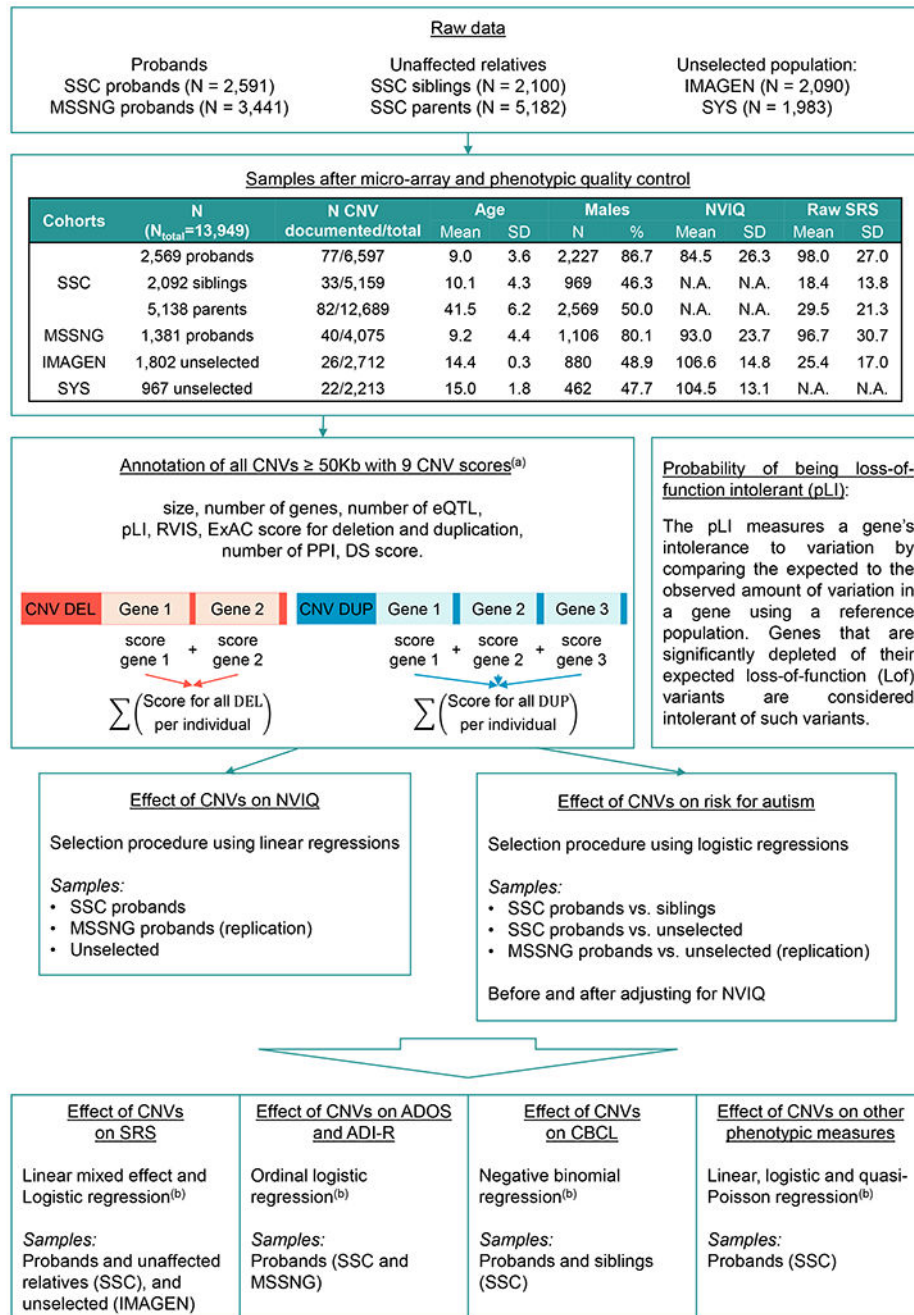 Raw data
Probands
SSC probands (N = 2,591)
MSSNG probands (N = 3,441)
Unaffected relatives
SSC siblings (N = 2,100)
SSC parents (N = 5,182)
Unselected population:
IMAGEN (N = 2,090)
SYS (N = 1,983)
Samples after micro-array and phenotypic quality control
Cohorts N (Ntotal=13,949) N CNV documented/total Age Males NVIQ Raw SRS
Mean SD N % Mean SD Mean SD
2,569 probands 77/6,597 9.0 3.6 2,227 86.7 84.5 26.3 98.0 27.0
SSC 2,092 siblings 33/5,159 10.1 4.3 969 46.3 N.A. N.A. 18.4 13.8
5,138 parents 82/12,689 41.5 6.2 2,569 50.0 N.A. N.A. 29.5 21.3
MSSNG 1,381 probands 40/4,075 9.2 4.4 1,106 80.1 93.0 23.7 96.7 30.7
IMAGEN 1,802 unselected 26/2,712 14.4 0.3 880 48.9 106.6 14.8 25.4 17.0
SYS 967 unselected 22/2,213 15.0 1.8 462 47.7 104.5 13.1 N.A. N.A.
Annotation of all CNVs ≥ 50Kb with 9 CNV scores(a)
size, number of genes, number of eQTL,
pLI, RVIS, ExAC score for deletion and duplication,
number of PPI, DS score.
CNV DEL Gene 1 Gene 2
score gene 1 + score gene 2
∑(Score for all DEL per individual)
CNV DUP Gene 1 Gene 2 Gene 3
score gene 1 + score gene 2 + score gene 3
∑(Score for all DUP per individual)
Probability of being loss-of-
function intolerant (pLI):
The pLI measures a gene's
intolerance to variation by
comparing the expected to the
observed amount of variation in
a gene using a reference
population. Genes that are
significantly depleted of their
expected loss-of-function (Lof)
variants are considered
intolerant of such variants.
Effect of CNVs on NVIQ
Selection procedure using linear regressions
Samples:
• SSC probands
• MSSNG probands (replication)
• Unselected
Effect of CNVs on risk for autism
Selection procedure using logistic regressions
Samples:
• SSC probands vs. siblings
• SSC probands vs. unselected
• MSSNG probands vs. unselected (replication)
Before and after adjusting for NVIQ
Effect of CNVs
on SRS
Linear mixed effect and
Logistic regression(b)
Samples:
Probands and unaffected
relatives (SSC), and
unselected (IMAGEN)
Effect of CNVs on ADOS
and ADI-R
Ordinal logistic
regression(b)
Samples:
Probands (SSC and
MSSNG)
Effect of CNVs
on CBCL
Negative binomial
regression(b)
Samples:
Probands and siblings
(SSC)
Effect of CNVs on other
phenotypic measures
Linear, logistic and quasi-
Poisson regression(b)
Samples:
Probands (SSC)